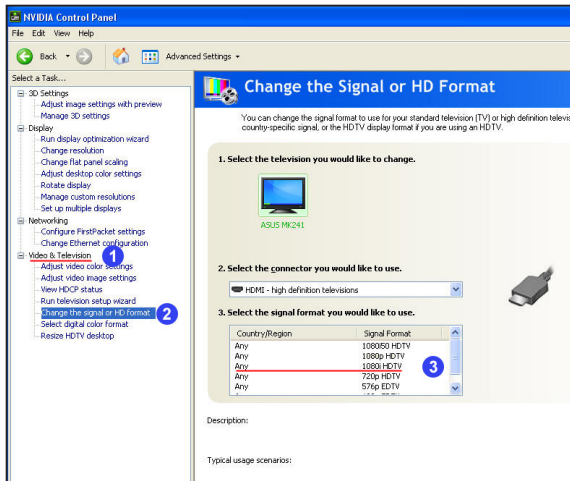 NVIDIA Control Panel
File Edit View Help
Back Advanced Settings
Select a Task...
3D Settings
Adjust image settings with preview
Manage 3D settings
Display
Run display optimization wizard
Change resolution
Change flat panel scaling
Adjust desktop color settings
Rotate display
Manage custom resolutions
Set up multiple displays
Networking
Configure FirstPacket settings
Change Ethernet configuration
Video & Television
1
Adjust video color settings
Adjust video image settings
View HDCP status
Run television setup wizard
Change the signal or HD format
2
Select digital color format
Resize HDTV desktop
Change the Signal or HD Format
You can change the signal format to use for your standard television (TV) or high definition
country-specific signal, or the HDTV display format if you are using an HDTV.
1. Select the television you would like to change.
ASUS MK241
2. Select the connector you would like to use.
HDMI - high definition televisions
3. Select the signal format you would like to use.
Country/Region Signal Format
Any 1080i50 HDTV
Any 1080p HDTV
Any 1080i HDTV
3
Any 720p HDTV
Any 576p EDTV
Description:
Typical usage scenarios: